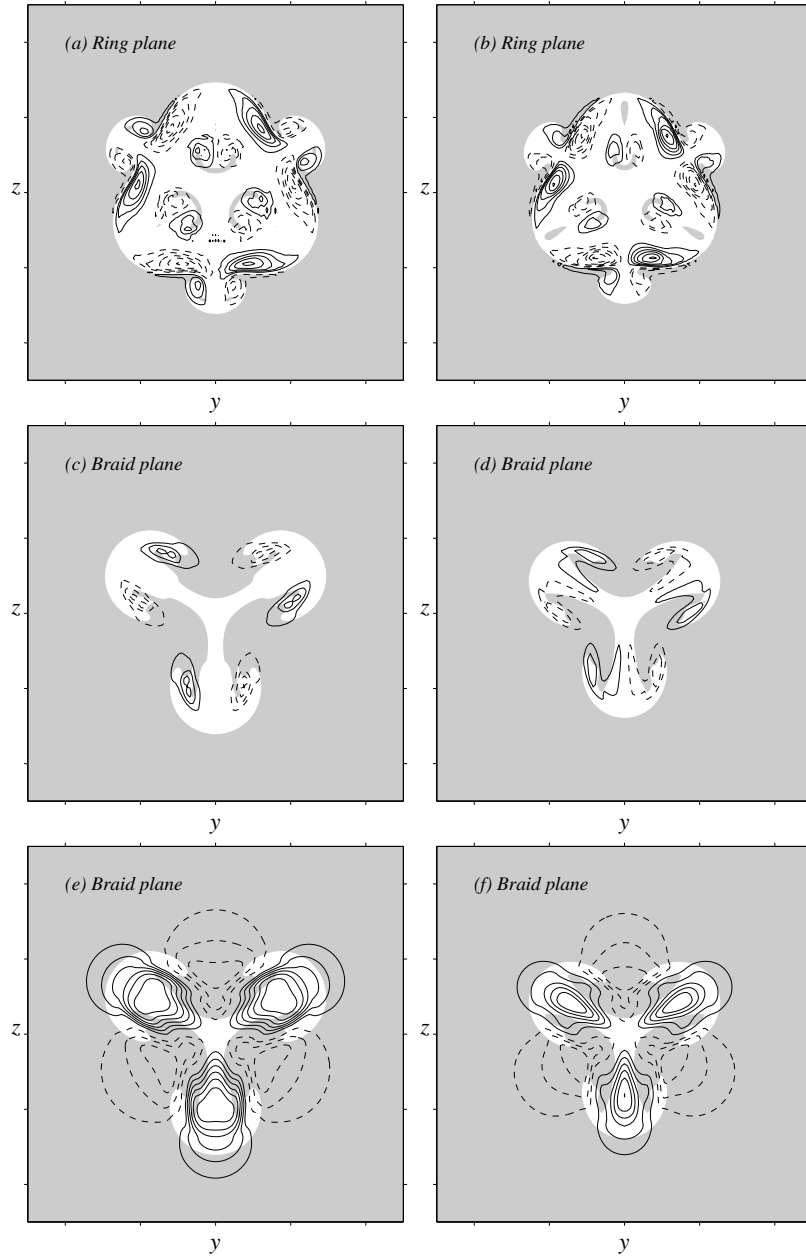 (a) Ring plane
(b) Ring plane
z
z
y
y
(c) Braid plane
(d) Braid plane
z
z
y
y
(e) Braid plane
(f) Braid plane
z
z
y
y